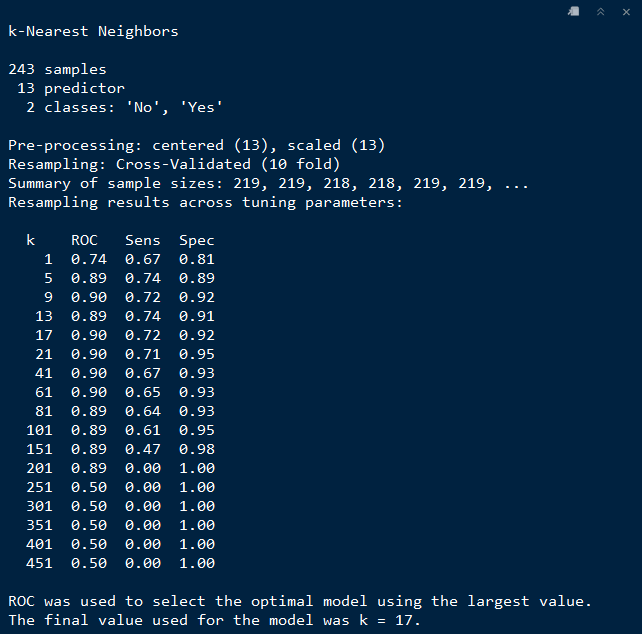 k-Nearest Neighbors
243 samples
 13 predictor
  2 classes: 'No', 'Yes'
Pre-processing: centered (13), scaled (13)
Resampling: Cross-Validated (10 fold)
Summary of sample sizes: 219, 219, 218, 218, 219, 219, ...
Resampling results across tuning parameters:
  k    ROC   Sens  Spec
    1  0.74  0.67  0.81
    5  0.89  0.74  0.89
    9  0.90  0.72  0.92
   13  0.89  0.74  0.91
   17  0.90  0.72  0.92
   21  0.90  0.71  0.95
   41  0.90  0.67  0.93
   61  0.90  0.65  0.93
   81  0.89  0.64  0.93
  101  0.89  0.61  0.95
  151  0.89  0.47  0.98
  201  0.89  0.00  1.00
  251  0.50  0.00  1.00
  301  0.50  0.00  1.00
  351  0.50  0.00  1.00
  401  0.50  0.00  1.00
  451  0.50  0.00  1.00
ROC was used to select the optimal model using the largest value.
The final value used for the model was k = 17.